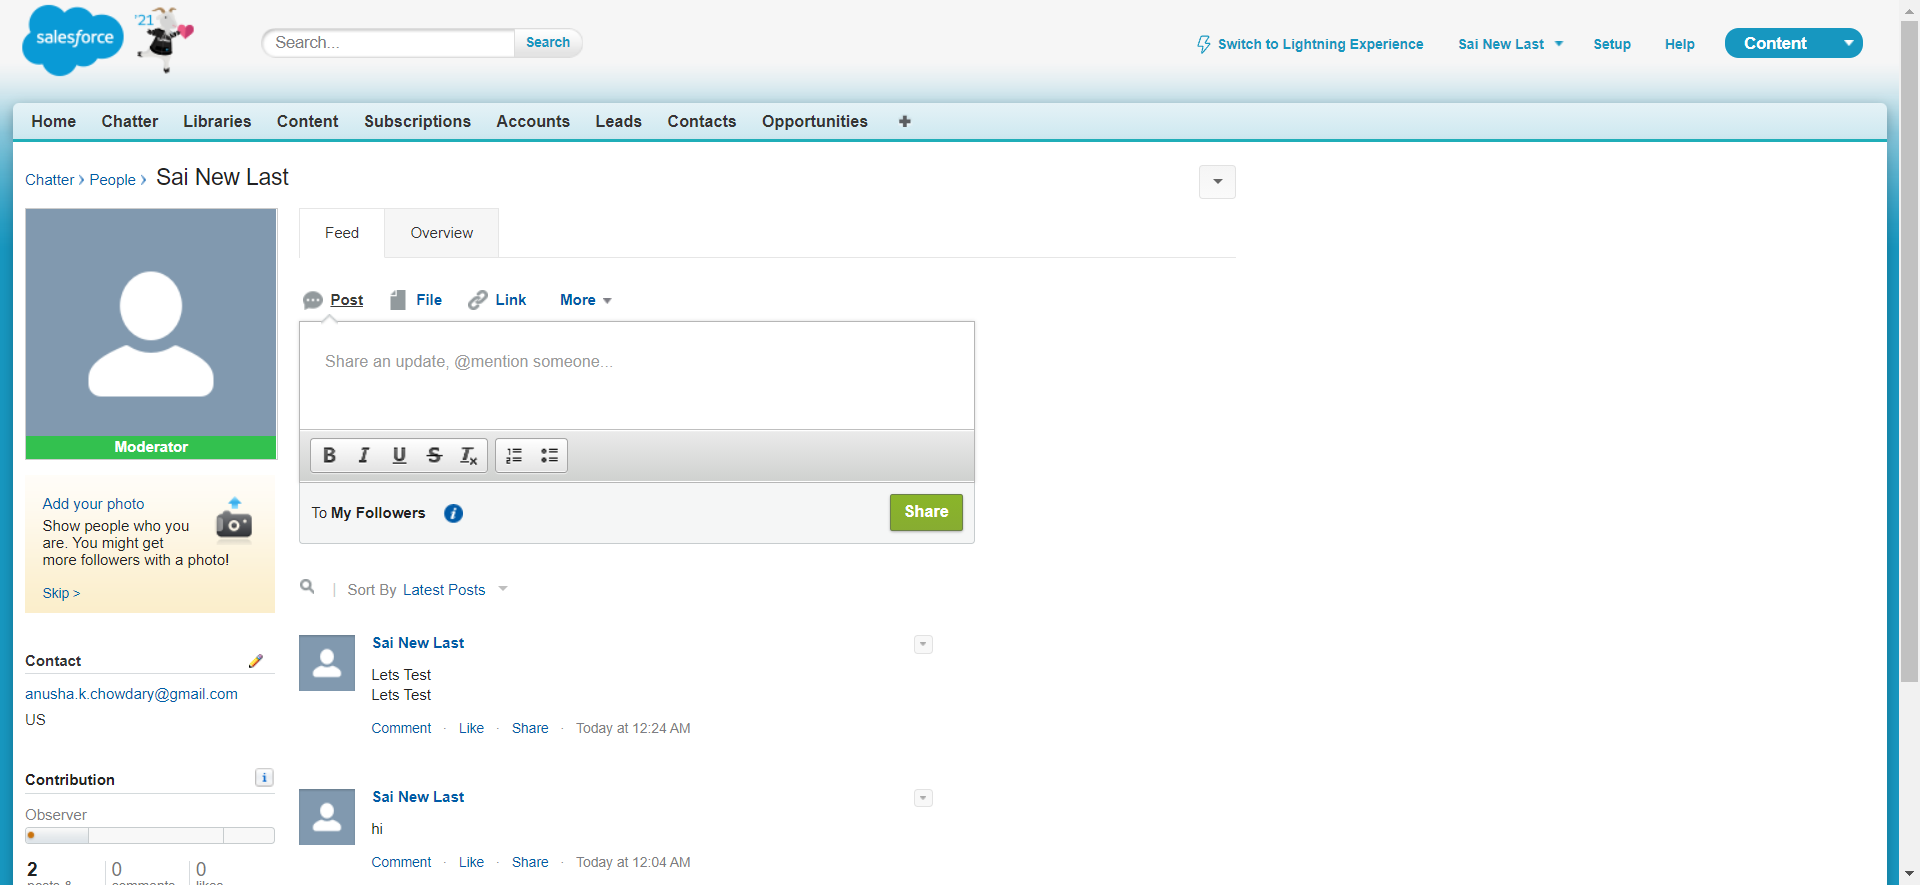 salesforce
'21
Search...
Search
Switch to Lightning Experience
Sai New Last
Setup
Help
Content
Home
Chatter
Libraries
Content
Subscriptions
Accounts
Leads
Contacts
Opportunities
Chatter › People › Sai New Last
Moderator
Add your photo
Show people who you
are. You might get
more followers with a photo!
Skip >
Contact
anusha.k.chowdary@gmail.com
US
Contribution
Observer
2
0
0
posts &
comments
likes
Feed
Overview
Post
File
Link
More
Share an update, @mention someone...
B I U S Tx
To My Followers
Share
Sort By Latest Posts
Sai New Last
Lets Test
Lets Test
Comment · Like · Share · Today at 12:24 AM
Sai New Last
hi
Comment · Like · Share · Today at 12:04 AM